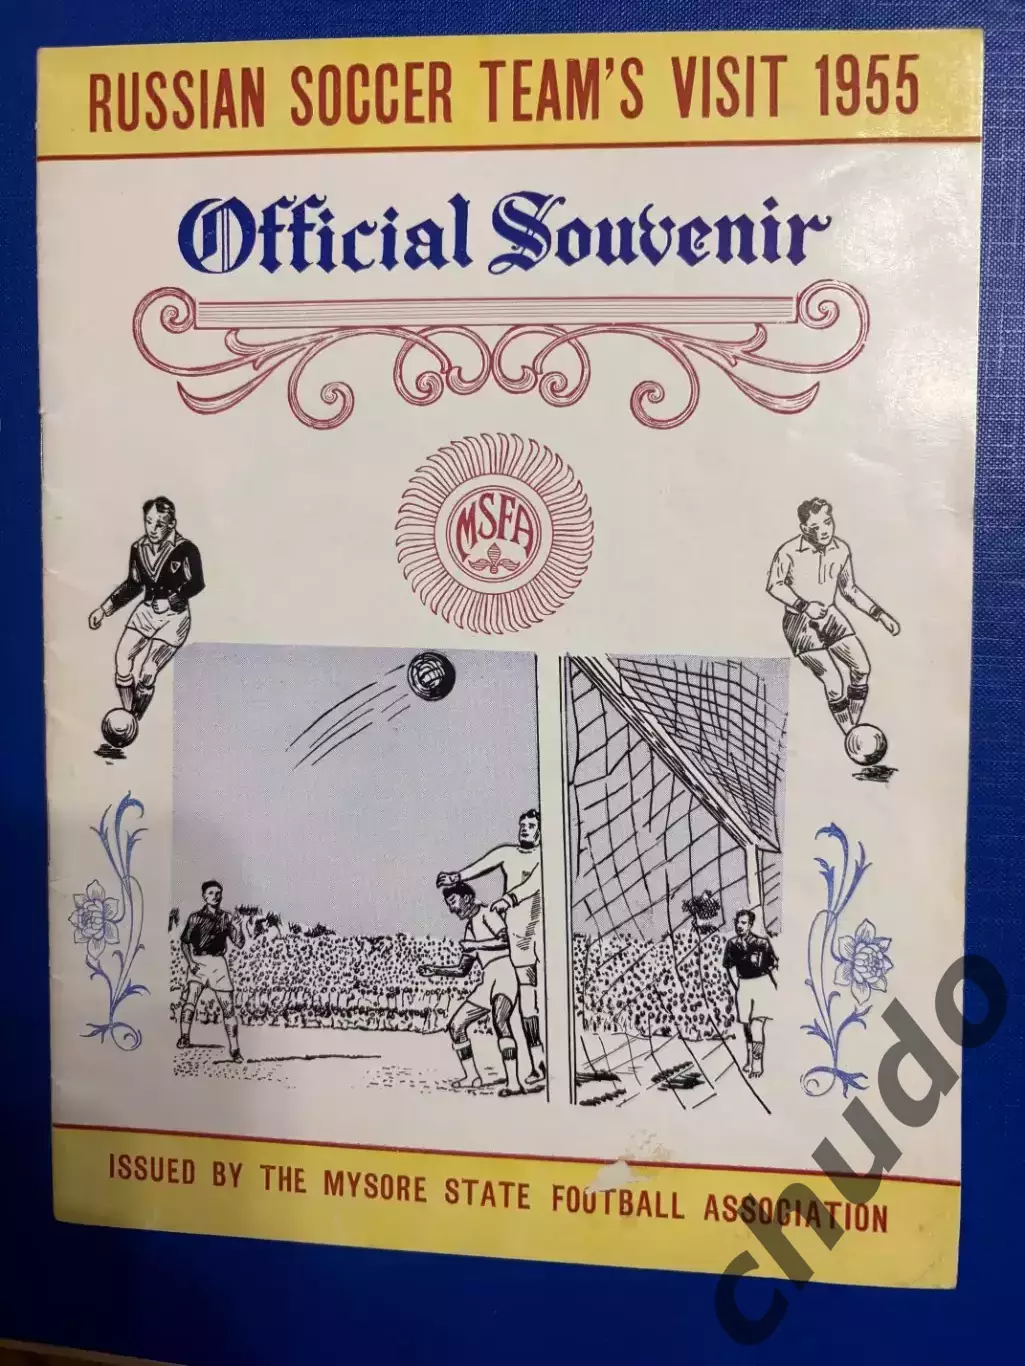 RUSSIAN SOCCER TEAM'S VISIT 1955
Official Souvenir
MSFA
ISSUED BY THE MYSORE STATE FOOTBALL ASSOCIATION
chudo